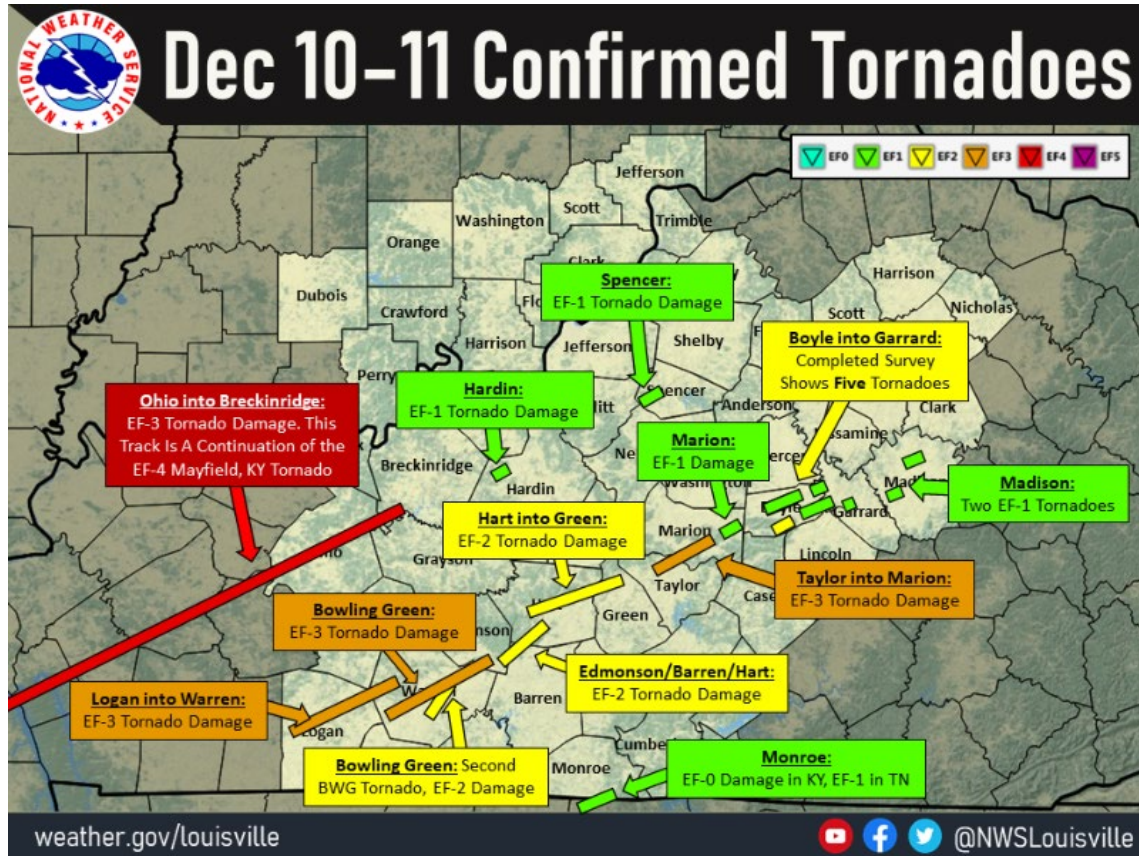 NATIONAL WEATHER SERVICE
Dec 10–11 Confirmed Tornadoes
EF0 EF1 EF2 EF3 EF4 EF5
Jefferson
Scott
Washington
Trimble
Orange
Clark
Harrison
Spencer:
EF-1 Tornado Damage
Dubois
Nicholas
Crawford
Scott
Harrison
Jefferson
Shelby
Boyle into Garrard:
Completed Survey
Shows Five Tornadoes
Perry
Hardin:
EF-1 Tornado Damage
Spencer
Anderson
Clark
Ohio into Breckinridge:
EF-3 Tornado Damage. This
Track Is A Continuation of the
EF-4 Mayfield, KY Tornado
Marion:
EF-1 Damage
Breckinridge
Hardin
Washington
Madison:
Two EF-1 Tornadoes
Garrard
Hart into Green:
EF-2 Tornado Damage
Marion
Lincoln
Grayson
Taylor
Taylor into Marion:
EF-3 Tornado Damage
Bowling Green:
EF-3 Tornado Damage
Green
Edmonson/Barren/Hart:
EF-2 Tornado Damage
Barren
Logan into Warren:
EF-3 Tornado Damage
Logan
Bowling Green: Second
BWG Tornado, EF-2 Damage
Monroe
Monroe:
EF-0 Damage in KY, EF-1 in TN
weather.gov/louisville
@NWSLouisville